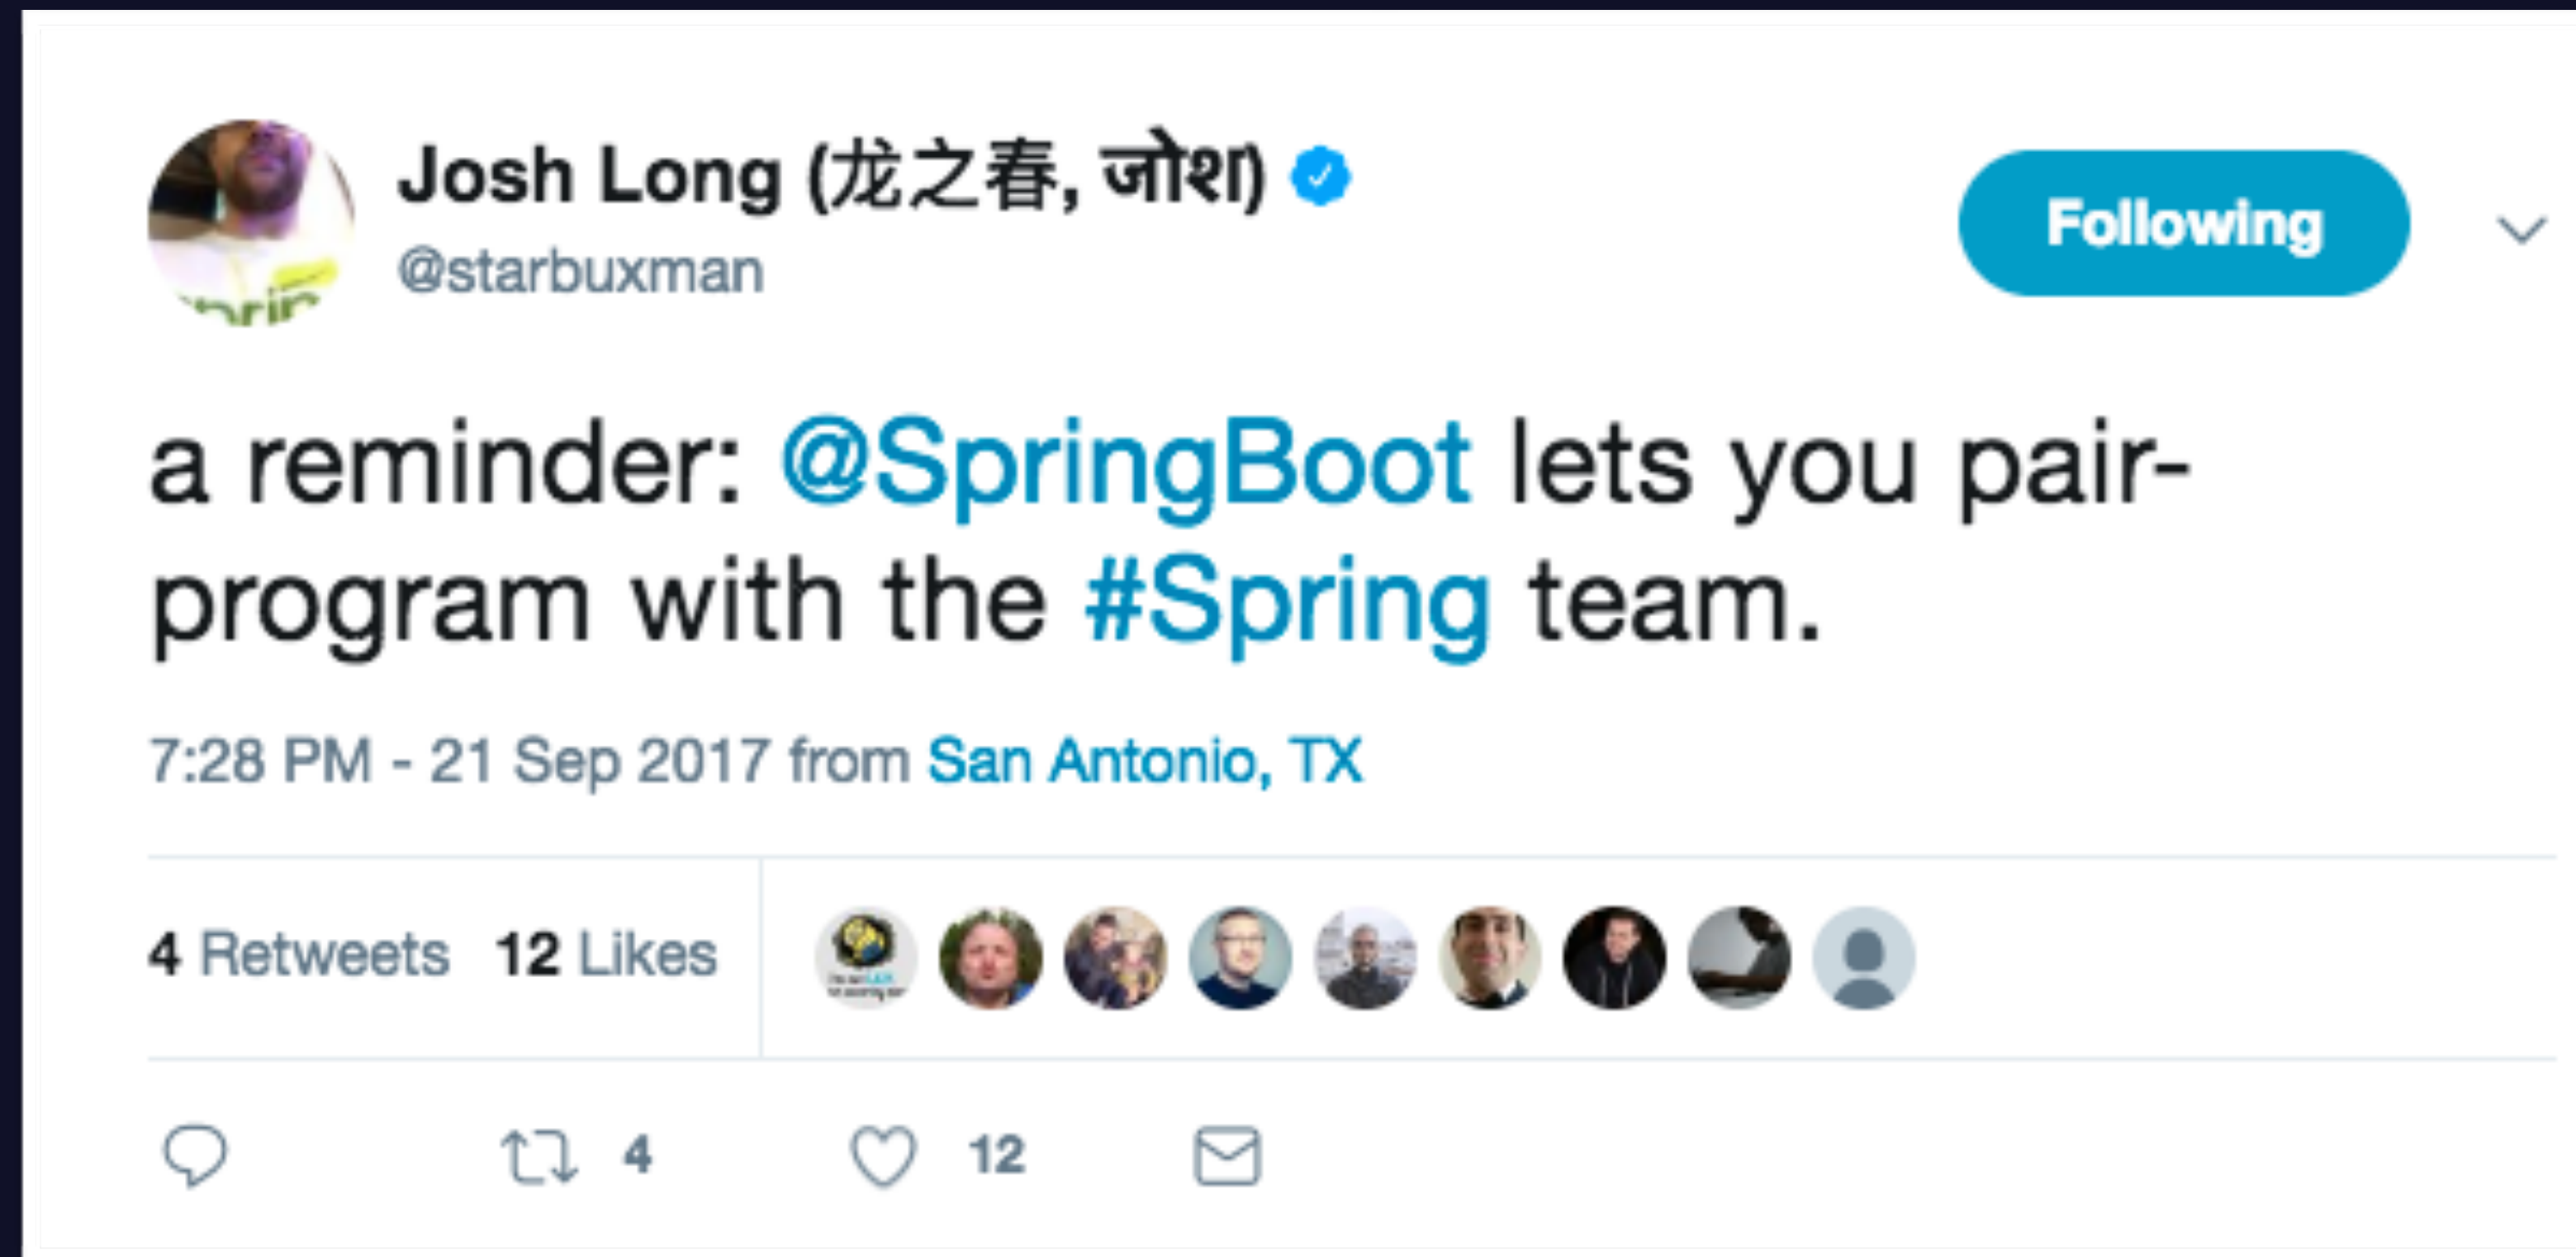 Josh Long (龙之春, जोश)
@starbuxman
Following
a reminder: @SpringBoot lets you pair-
program with the #Spring team.
7:28 PM - 21 Sep 2017 from San Antonio, TX
4 Retweets 12 Likes
4 12